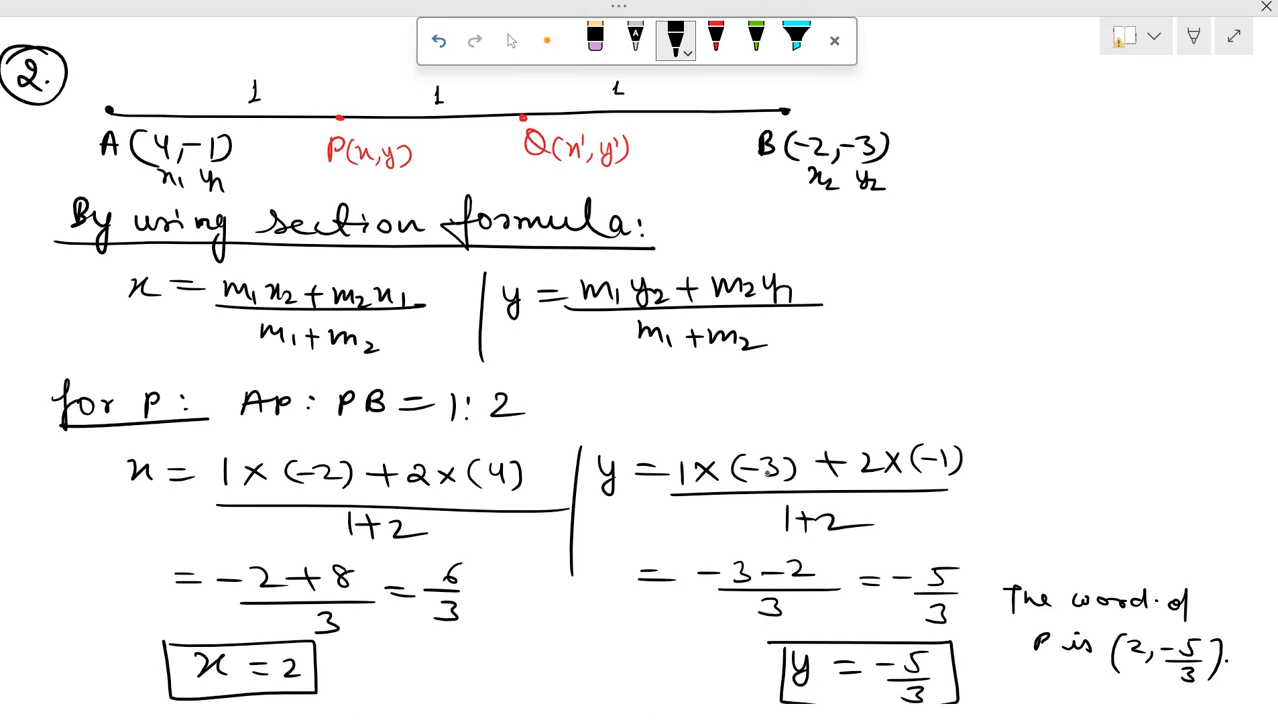 2.
1 1 1
A (4,-1) P(x,y) Q(x',y') B (-2,-3)
x₁ y₁ x₂ y₂
By using section formula:
x = (m₁x₂ + m₂x₁)/(m₁+m₂) | y = (m₁y₂ + m₂y₁)/(m₁+m₂)
for P: AP : PB = 1:2
x = (1 × (-2) + 2 × (4))/(1+2) | y = (1 × (-3) + 2 × (-1))/(1+2)
= (-2+8)/3 = 6/3 = (-3-2)/3 = -5/3
x = 2 y = -5/3
The coord. of
P is (2, -5/3).